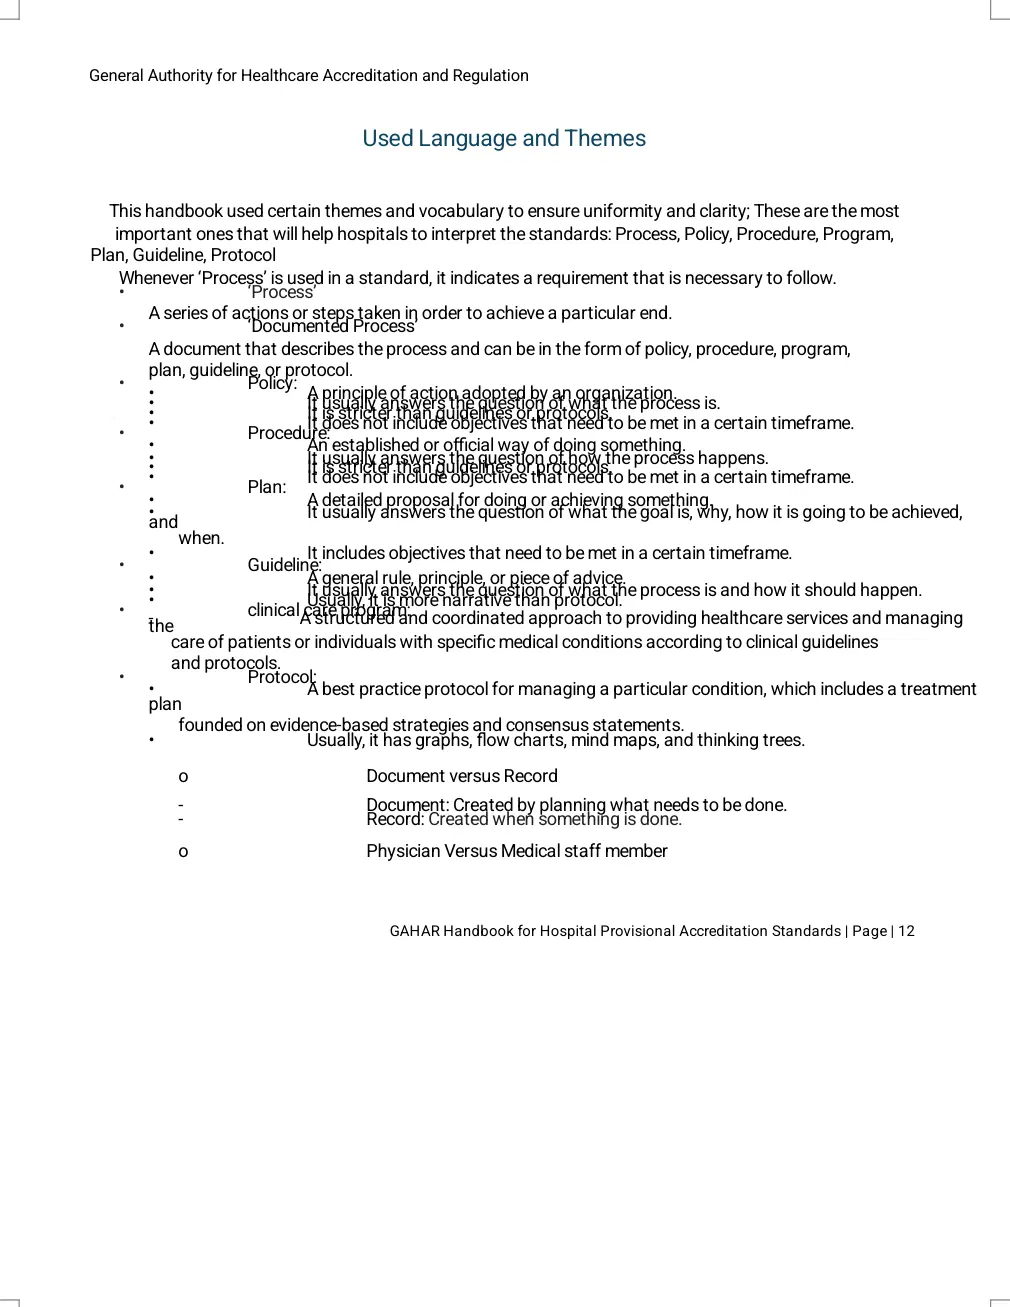 General Authority for Healthcare Accreditation and Regulation
Used Language and Themes
This handbook used certain themes and vocabulary to ensure uniformity and clarity; These are the most
important ones that will help hospitals to interpret the standards: Process, Policy, Procedure, Program,
Plan, Guideline, Protocol
Whenever ‘Process’ is used in a standard, it indicates a requirement that is necessary to follow.
• ‘Process’
A series of actions or steps taken in order to achieve a particular end.
• ‘Documented Process’
A document that describes the process and can be in the form of policy, procedure, program,
plan, guideline, or protocol.
• Policy:
• A principle of action adopted by an organization.
• It usually answers the question of what the process is.
• It is stricter than guidelines or protocols.
• It does not include objectives that need to be met in a certain timeframe.
• Procedure:
• An established or official way of doing something.
• It usually answers the question of how the process happens.
• It is stricter than guidelines or protocols.
• It does not include objectives that need to be met in a certain timeframe.
• Plan:
• A detailed proposal for doing or achieving something.
• It usually answers the question of what the goal is, why, how it is going to be achieved,
and
when.
• It includes objectives that need to be met in a certain timeframe.
• Guideline:
• A general rule, principle, or piece of advice.
• It usually answers the question of what the process is and how it should happen.
• Usually, it is more narrative than protocol.
• clinical care program:
- A structured and coordinated approach to providing healthcare services and managing
the
care of patients or individuals with specific medical conditions according to clinical guidelines
and protocols.
• Protocol:
• A best practice protocol for managing a particular condition, which includes a treatment
plan
founded on evidence-based strategies and consensus statements.
• Usually, it has graphs, flow charts, mind maps, and thinking trees.
o Document versus Record
- Document: Created by planning what needs to be done.
- Record: Created when something is done.
o Physician Versus Medical staff member
GAHAR Handbook for Hospital Provisional Accreditation Standards | Page | 12